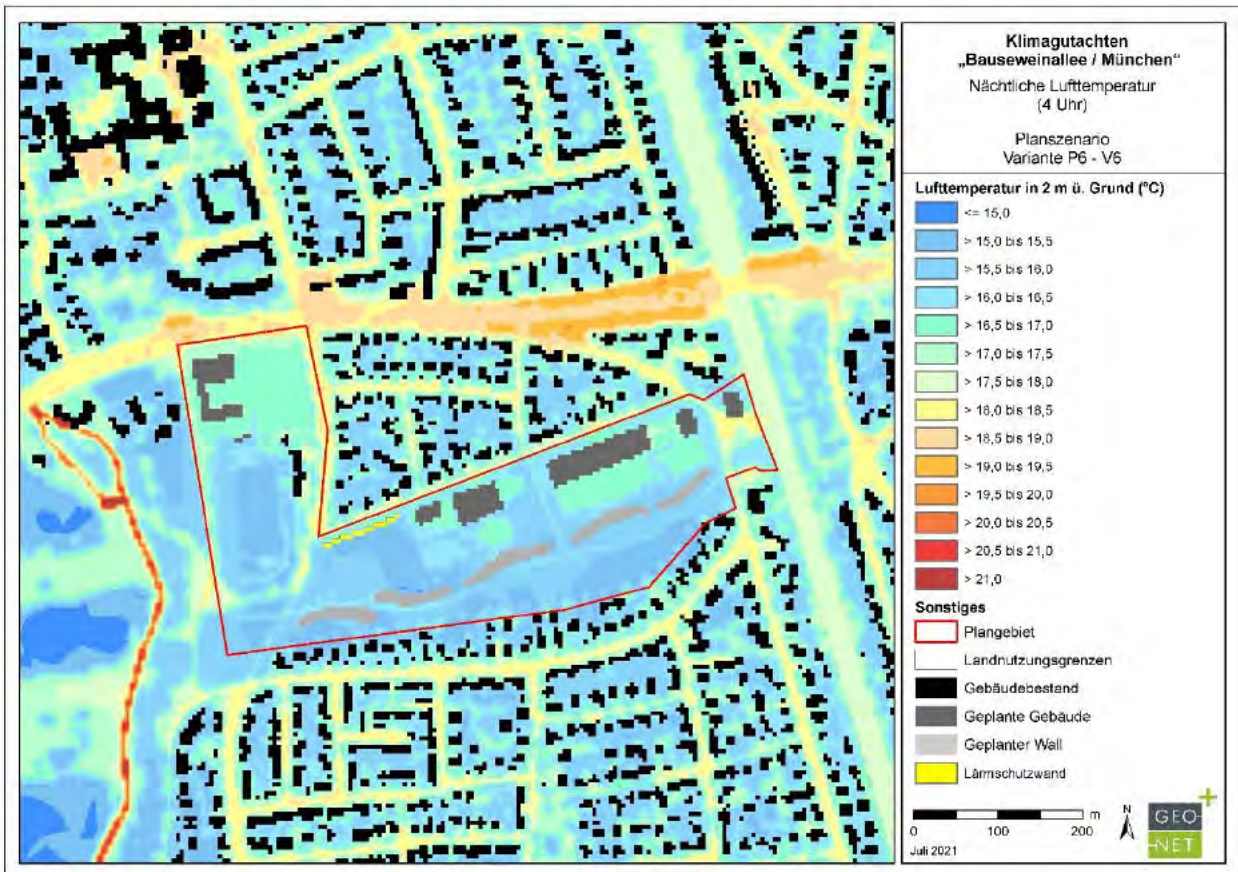 Klimagutachten
„Bauseweinallee / München“
Nächtliche Lufttemperatur
(4 Uhr)
Planszenario
Variante P6 - V6
Lufttemperatur in 2 m ü. Grund (°C)
<= 15,0
> 15,0 bis 15,5
> 15,5 bis 16,0
> 16,0 bis 16,5
> 16,5 bis 17,0
> 17,0 bis 17,5
> 17,5 bis 18,0
> 18,0 bis 18,5
> 18,5 bis 19,0
> 19,0 bis 19,5
> 19,5 bis 20,0
> 20,0 bis 20,5
> 20,5 bis 21,0
> 21,0
Sonstiges
Plangebiet
Landnutzungsgrenzen
Gebäudebestand
Geplante Gebäude
Geplanter Wall
Lärmschutzwand
0 100 200 m
N
Juli 2021
GEO-
NET